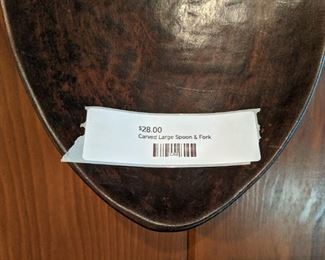 $28.00
Carved Large Spoon & Fork